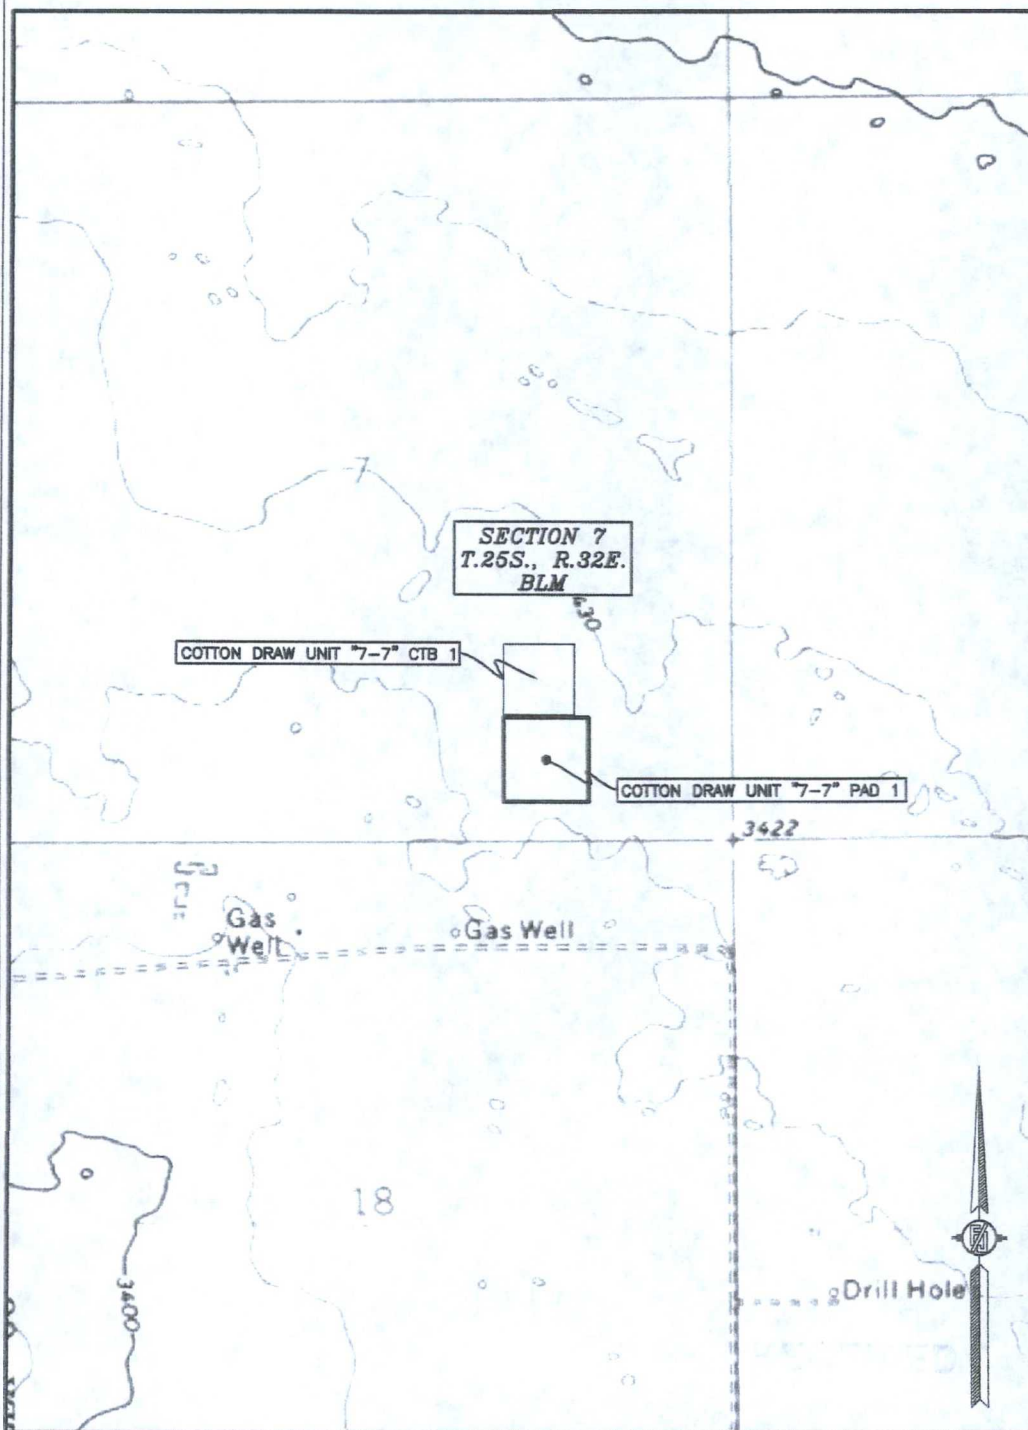 7
SECTION 7
T.25S., R.32E.
BLM
COTTON DRAW UNIT "7-7" CTB 1
COTTON DRAW UNIT "7-7" PAD 1
3422
Gas
Well
Gas Well
18
3400
Drill Hole